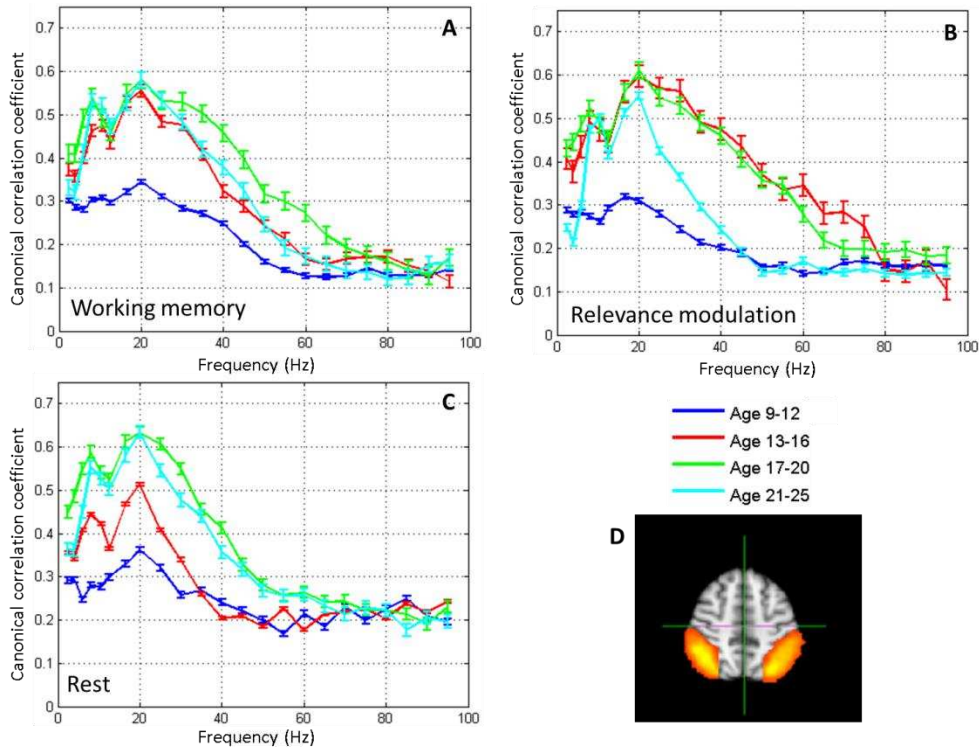 A
Canonical correlation coefficient
0.7
0.6
0.5
0.4
0.3
0.2
0.1
0
0 20 40 60 80 100
Working memory
Frequency (Hz)
B
Canonical correlation coefficient
0.7
0.6
0.5
0.4
0.3
0.2
0.1
0
0 20 40 60 80 100
Relevance modulation
Frequency (Hz)
C
Canonical correlation coefficient
0.7
0.6
0.5
0.4
0.3
0.2
0.1
0
0 20 40 60 80 100
Rest
Frequency (Hz)
Age 9-12
Age 13-16
Age 17-20
Age 21-25
D